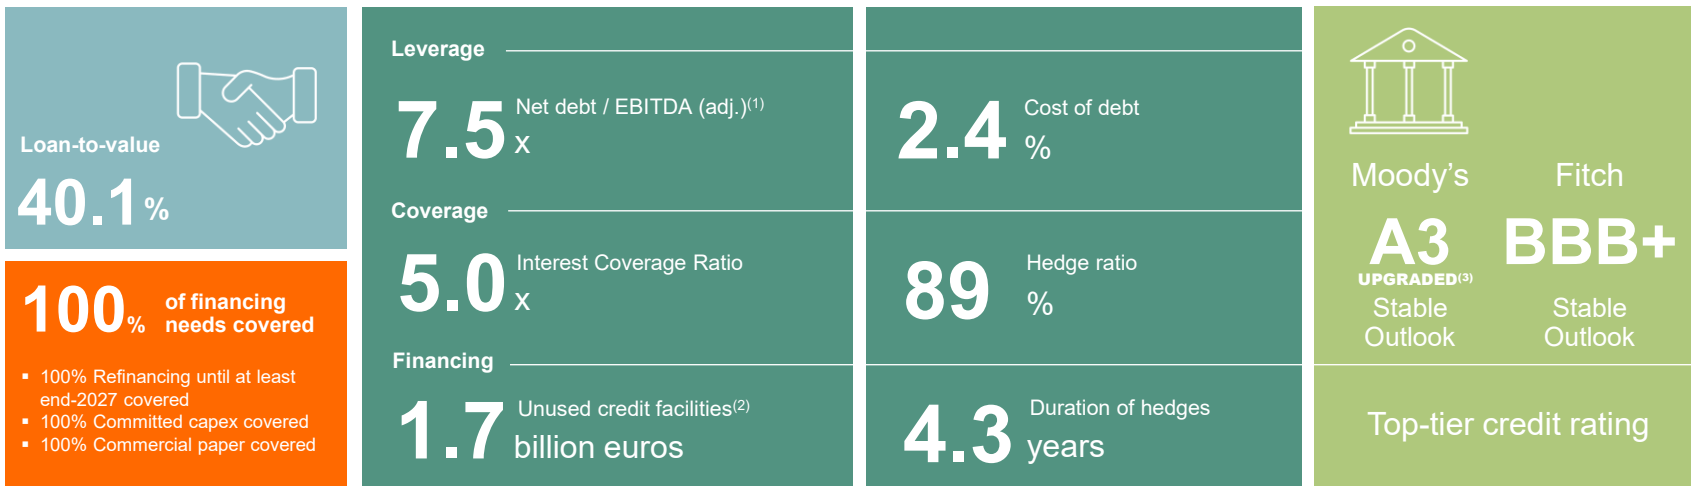 Loan-to-value
40.1 %
100% of financing
needs covered
▪ 100% Refinancing until at least
end-2027 covered
▪ 100% Committed capex covered
▪ 100% Commercial paper covered
Leverage
7.5 x Net debt / EBITDA (adj.)(1)
2.4 % Cost of debt
Coverage
5.0 x Interest Coverage Ratio
89 % Hedge ratio
Financing
1.7 billion euros Unused credit facilities(2)
4.3 years Duration of hedges
Moody's Fitch
A3 BBB+
UPGRADED(3)
Stable Stable
Outlook Outlook
Top-tier credit rating